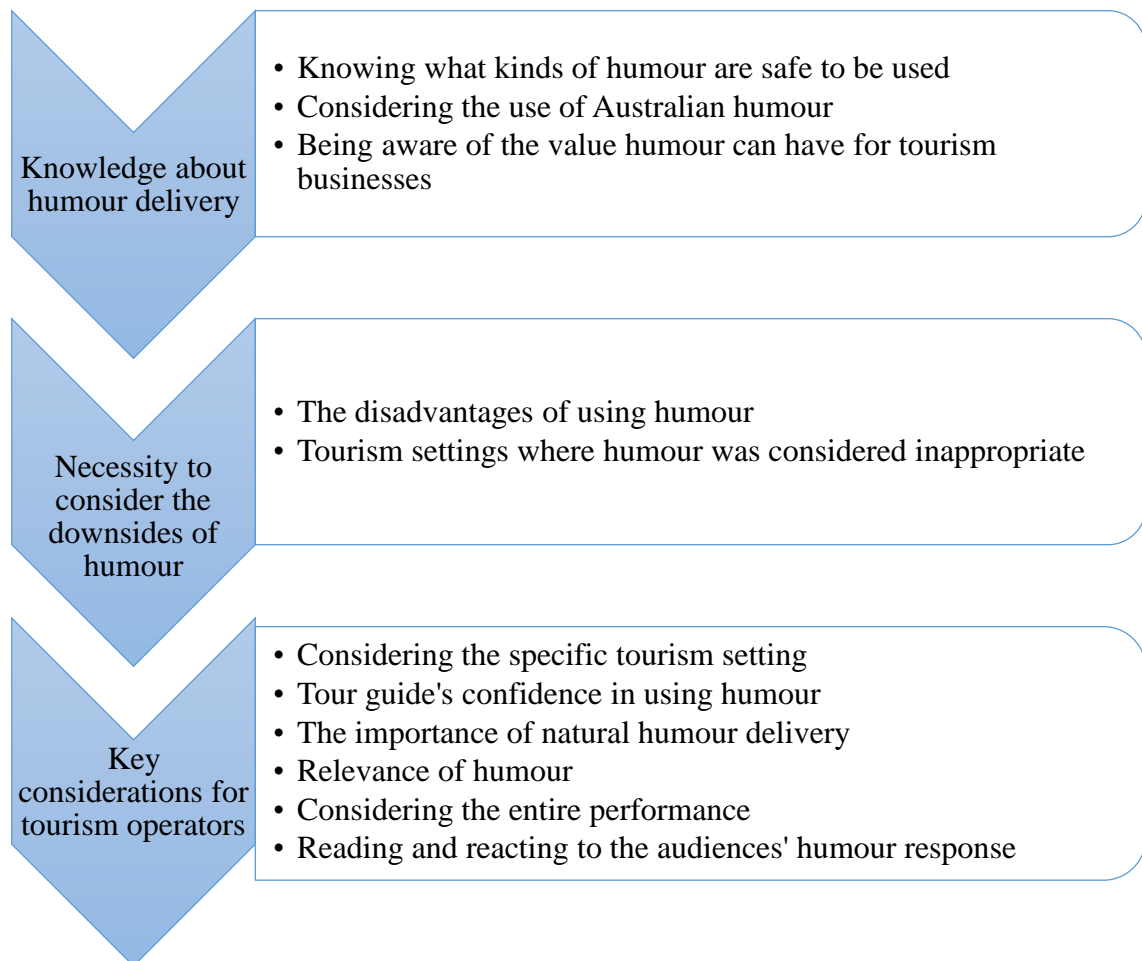 Knowledge about
humour delivery
• Knowing what kinds of humour are safe to be used
• Considering the use of Australian humour
• Being aware of the value humour can have for tourism
businesses
Necessity to
consider the
downsides of
humour
• The disadvantages of using humour
• Tourism settings where humour was considered inappropriate
Key
considerations for
tourism operators
• Considering the specific tourism setting
• Tour guide's confidence in using humour
• The importance of natural humour delivery
• Relevance of humour
• Considering the entire performance
• Reading and reacting to the audiences' humour response